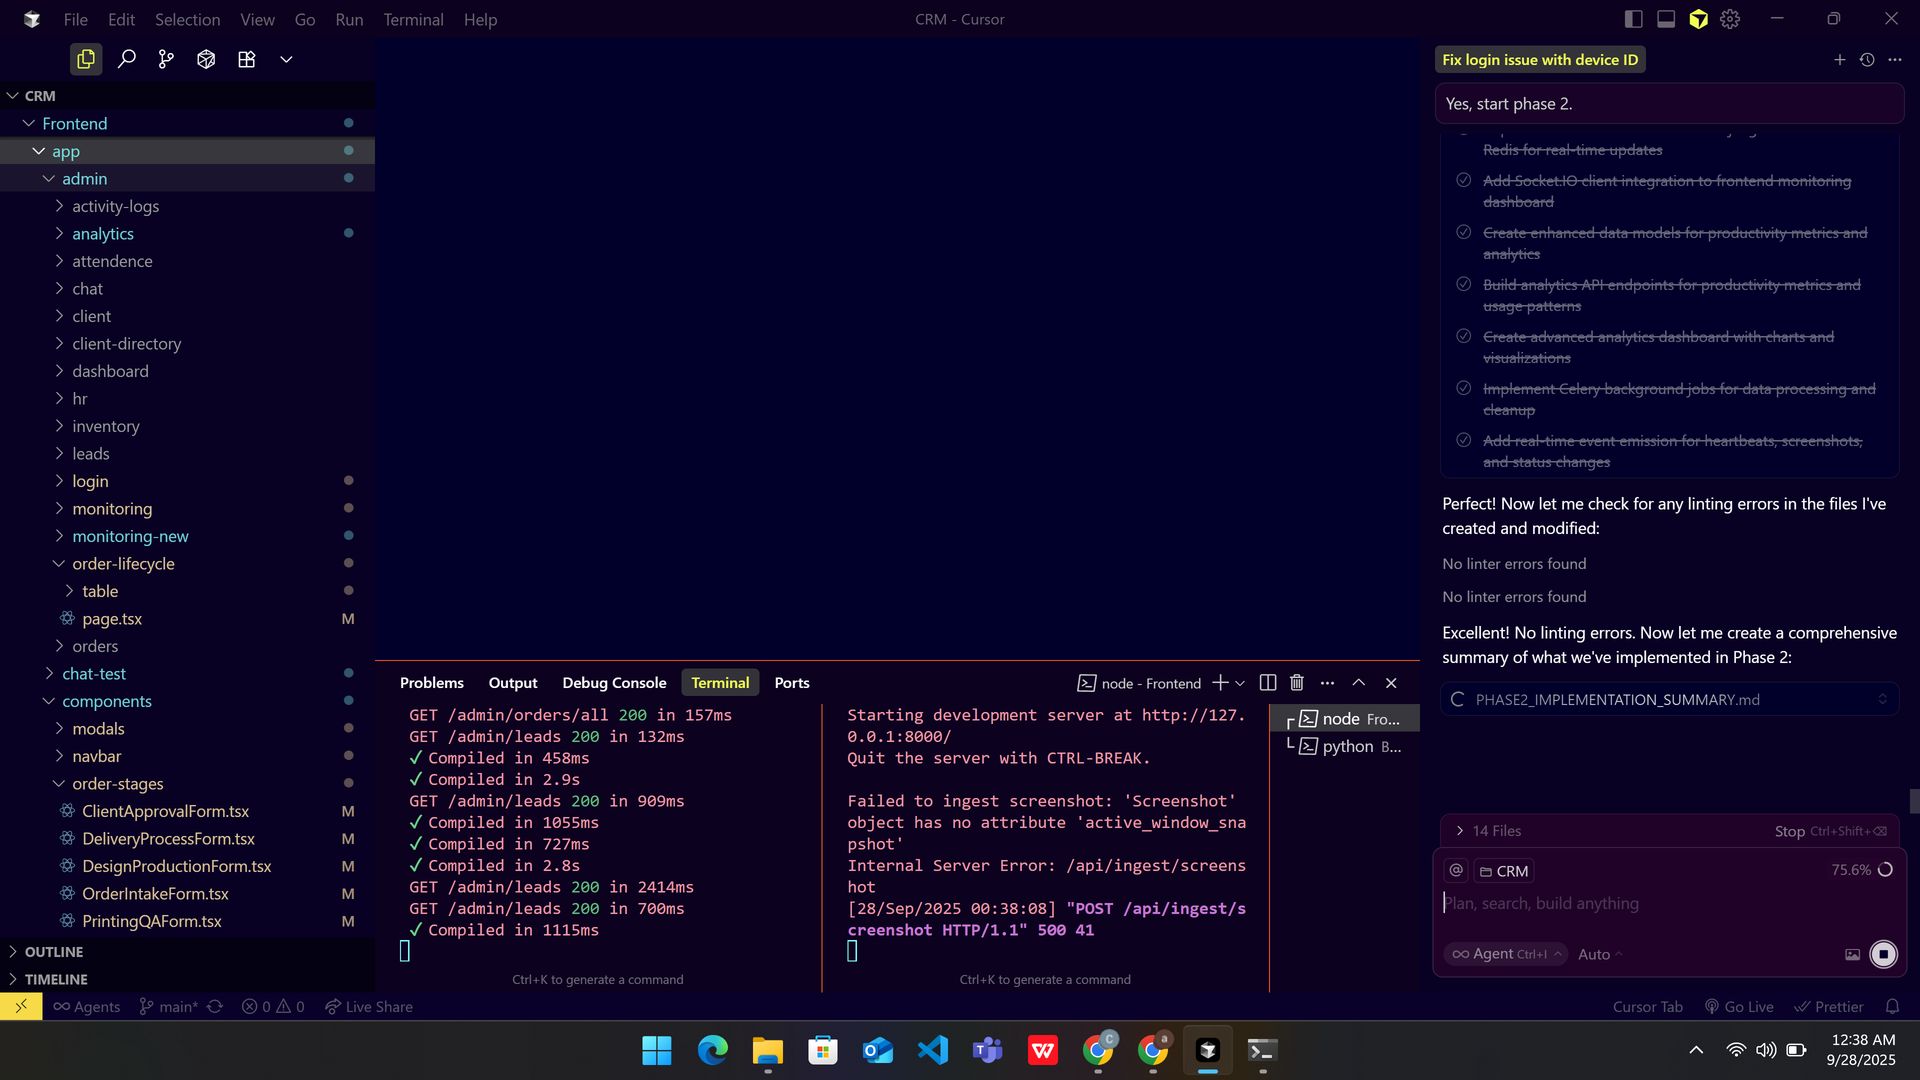 File Edit Selection View Go Run Terminal Help
CRM - Cursor
CRM
Frontend
app
admin
activity-logs
analytics
attendence
chat
client
client-directory
dashboard
hr
inventory
leads
login
monitoring
monitoring-new
order-lifecycle
table
page.tsx M
orders
chat-test
components
modals
navbar
order-stages
ClientApprovalForm.tsx M
DeliveryProcessForm.tsx M
DesignProductionForm.tsx M
OrderIntakeForm.tsx M
PrintingQAForm.tsx M
OUTLINE
TIMELINE
Problems Output Debug Console Terminal Ports
node - Frontend
GET /admin/orders/all 200 in 157ms
GET /admin/leads 200 in 132ms
✓ Compiled in 458ms
✓ Compiled in 2.9s
GET /admin/leads 200 in 909ms
✓ Compiled in 1055ms
✓ Compiled in 727ms
✓ Compiled in 2.8s
GET /admin/leads 200 in 2414ms
GET /admin/leads 200 in 700ms
✓ Compiled in 1115ms
Ctrl+K to generate a command
Starting development server at http://127.
0.0.1:8000/
Quit the server with CTRL-BREAK.
Failed to ingest screenshot: 'Screenshot'
object has no attribute 'active_window_sna
pshot'
Internal Server Error: /api/ingest/screens
hot
[28/Sep/2025 00:38:08] "POST /api/ingest/s
creenshot HTTP/1.1" 500 41
Ctrl+K to generate a command
node Fro...
python B...
Fix login issue with device ID
Yes, start phase 2.
Redis for real-time updates
Add Socket.IO client integration to frontend monitoring
dashboard
Create enhanced data models for productivity metrics and
analytics
Build analytics API endpoints for productivity metrics and
usage patterns
Create advanced analytics dashboard with charts and
visualizations
Implement Celery background jobs for data processing and
cleanup
Add real-time event emission for heartbeats, screenshots,
and status changes
Perfect! Now let me check for any linting errors in the files I've
created and modified:
No linter errors found
No linter errors found
Excellent! No linting errors. Now let me create a comprehensive
summary of what we've implemented in Phase 2:
PHASE2_IMPLEMENTATION_SUMMARY.md
14 Files Stop Ctrl+Shift+⌫
@ CRM 75.6%
Plan, search, build anything
∞ Agent Ctrl+I Auto
Agents main* 0 0 Live Share
Cursor Tab Go Live Prettier
12:38 AM
9/28/2025